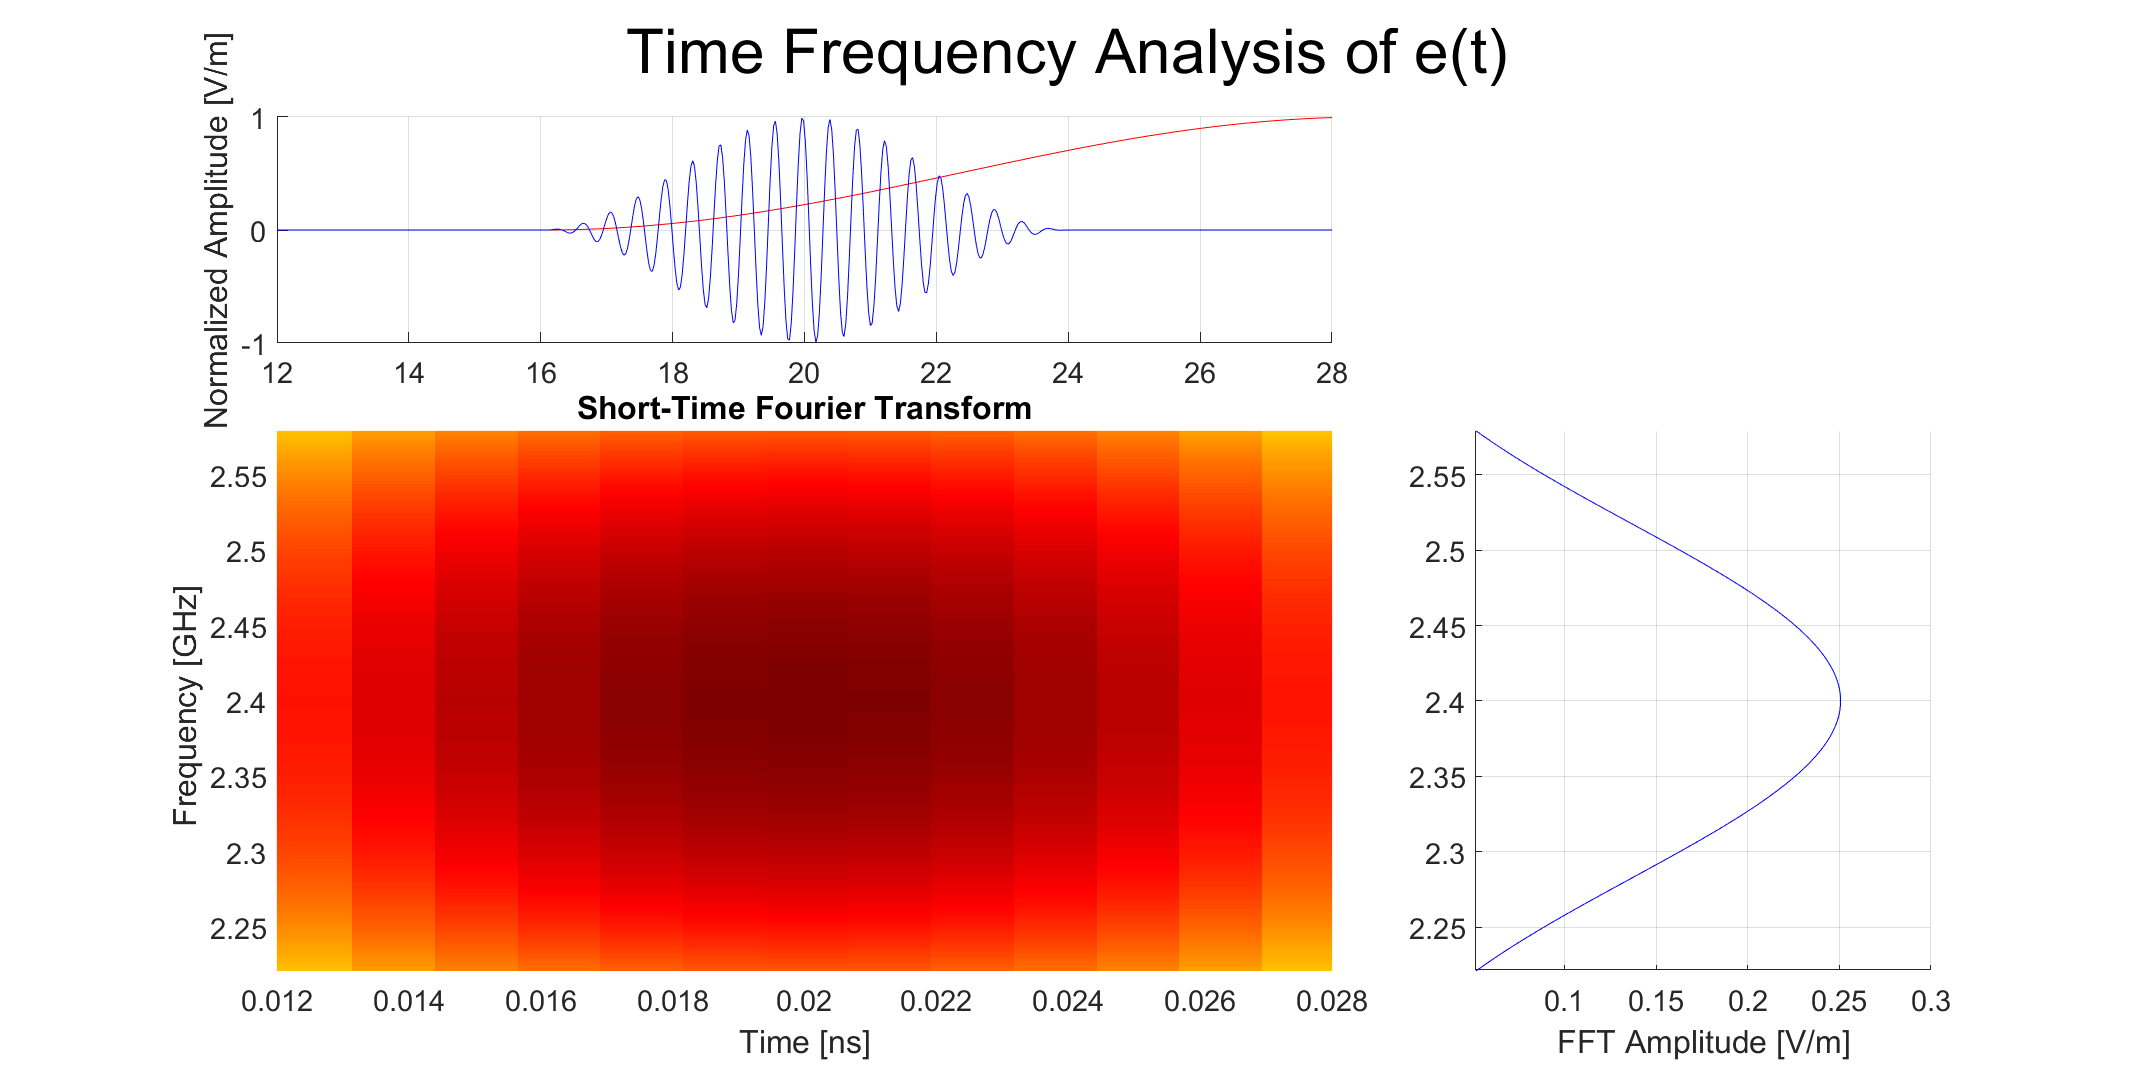 Time Frequency Analysis of e(t)
Normalized Amplitude [V/m]
1
0
-1
12 14 16 18 20 22 24 26 28
Short-Time Fourier Transform
Frequency [GHz]
2.55
2.5
2.45
2.4
2.35
2.3
2.25
0.012 0.014 0.016 0.018 0.02 0.022 0.024 0.026 0.028
Time [ns]
2.55
2.5
2.45
2.4
2.35
2.3
2.25
0.1 0.15 0.2 0.25 0.3
FFT Amplitude [V/m]